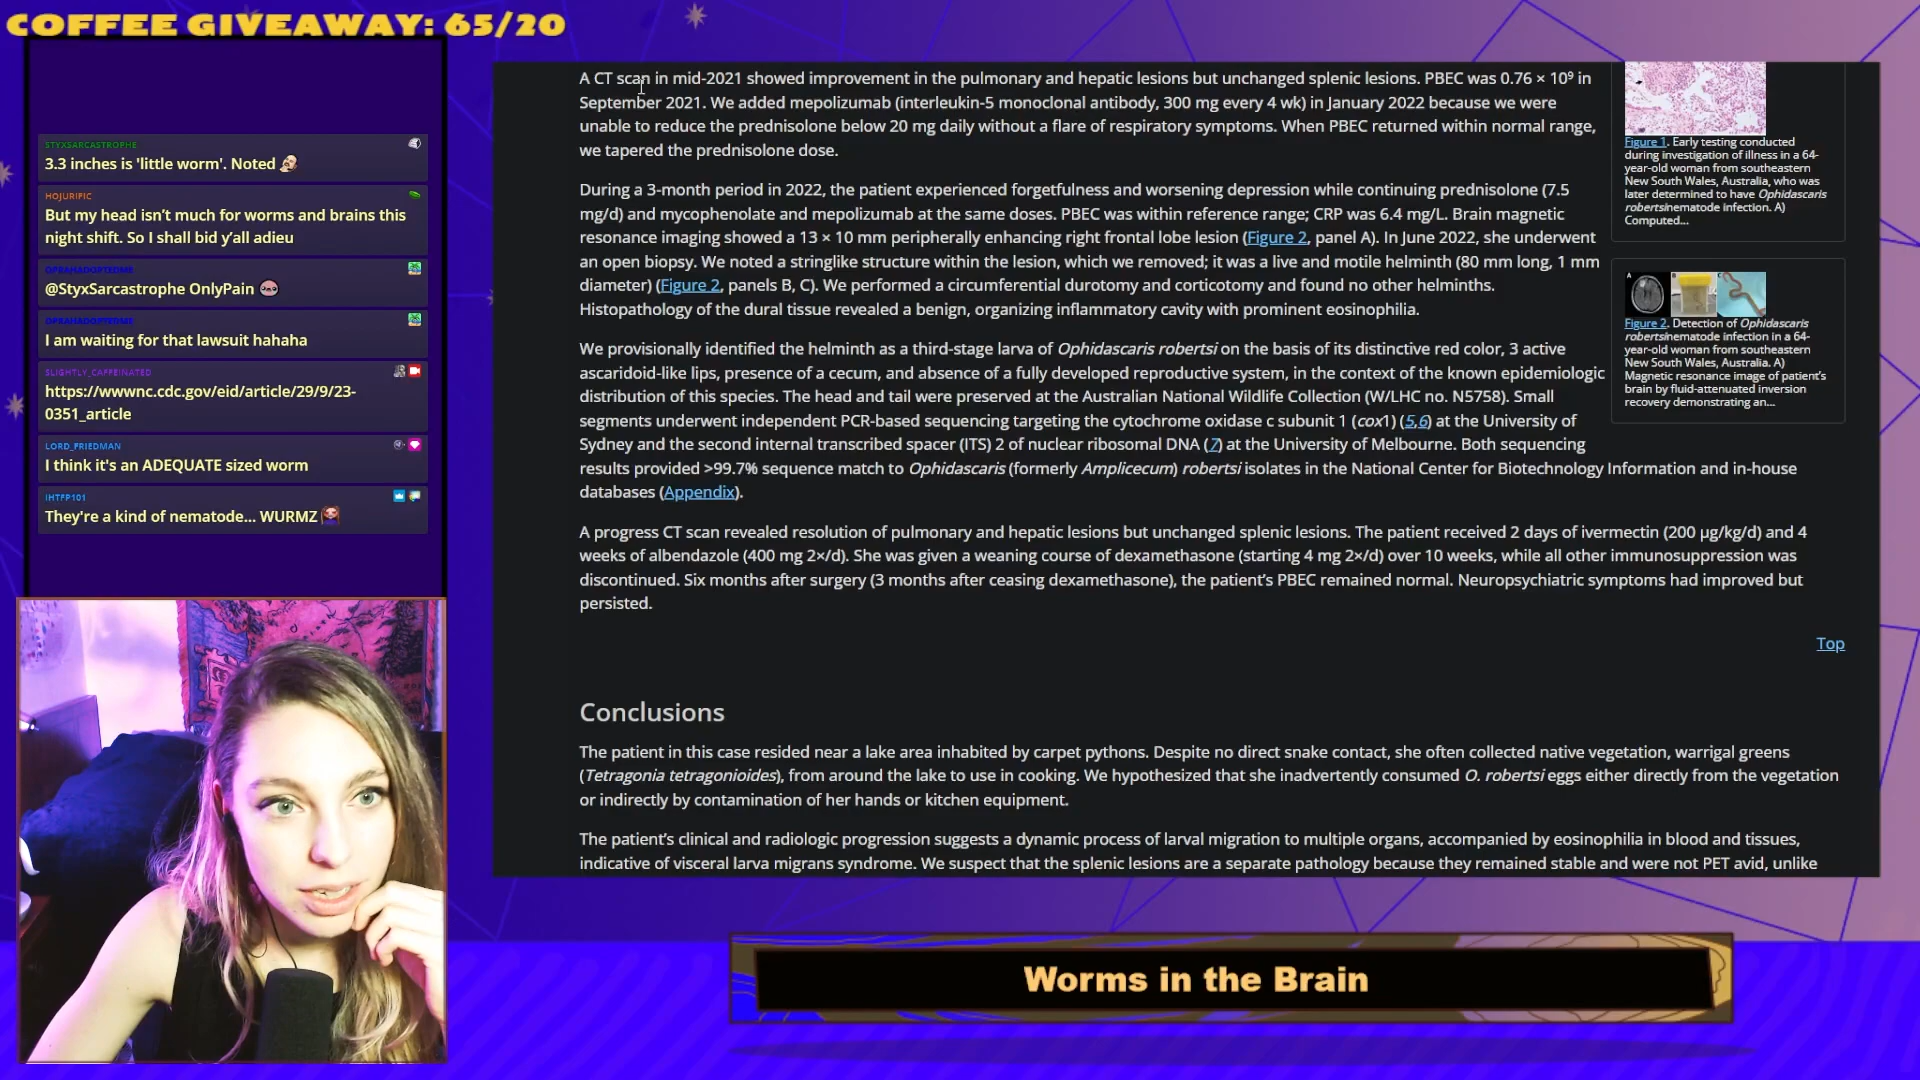 COFFEE GIVEAWAY: 65/20
STYXSARCASTROPHE
3.3 inches is 'little worm'. Noted
HOJURIFIC
But my head isn't much for worms and brains this
night shift. So I shall bid y'all adieu
OPRAHADOPTEDME
@StyxSarcastrophe OnlyPain
OPRAHADOPTEDME
I am waiting for that lawsuit hahaha
SLIGHTLY_CAFFEINATED
https://wwwnc.cdc.gov/eid/article/29/9/23-
0351_article
LORD_FRIEDMAN
I think it's an ADEQUATE sized worm
IHTFP101
They're a kind of nematode... WURMZ
A CT scan in mid-2021 showed improvement in the pulmonary and hepatic lesions but unchanged splenic lesions. PBEC was 0.76 × 10⁹ in
September 2021. We added mepolizumab (interleukin-5 monoclonal antibody, 300 mg every 4 wk) in January 2022 because we were
unable to reduce the prednisolone below 20 mg daily without a flare of respiratory symptoms. When PBEC returned within normal range,
we tapered the prednisolone dose.
During a 3-month period in 2022, the patient experienced forgetfulness and worsening depression while continuing prednisolone (7.5
mg/d) and mycophenolate and mepolizumab at the same doses. PBEC was within reference range; CRP was 6.4 mg/L. Brain magnetic
resonance imaging showed a 13 × 10 mm peripherally enhancing right frontal lobe lesion (Figure 2, panel A). In June 2022, she underwent
an open biopsy. We noted a stringlike structure within the lesion, which we removed; it was a live and motile helminth (80 mm long, 1 mm
diameter) (Figure 2, panels B, C). We performed a circumferential durotomy and corticotomy and found no other helminths.
Histopathology of the dural tissue revealed a benign, organizing inflammatory cavity with prominent eosinophilia.
We provisionally identified the helminth as a third-stage larva of Ophidascaris robertsi on the basis of its distinctive red color, 3 active
ascaridoid-like lips, presence of a cecum, and absence of a fully developed reproductive system, in the context of the known epidemiologic
distribution of this species. The head and tail were preserved at the Australian National Wildlife Collection (W/LHC no. N5758). Small
segments underwent independent PCR-based sequencing targeting the cytochrome oxidase c subunit 1 (cox1) (5,6) at the University of
Sydney and the second internal transcribed spacer (ITS) 2 of nuclear ribosomal DNA (7) at the University of Melbourne. Both sequencing
results provided >99.7% sequence match to Ophidascaris (formerly Amplicecum) robertsi isolates in the National Center for Biotechnology Information and in-house
databases (Appendix).
A progress CT scan revealed resolution of pulmonary and hepatic lesions but unchanged splenic lesions. The patient received 2 days of ivermectin (200 μg/kg/d) and 4
weeks of albendazole (400 mg 2×/d). She was given a weaning course of dexamethasone (starting 4 mg 2×/d) over 10 weeks, while all other immunosuppression was
discontinued. Six months after surgery (3 months after ceasing dexamethasone), the patient's PBEC remained normal. Neuropsychiatric symptoms had improved but
persisted.
Top
Conclusions
The patient in this case resided near a lake area inhabited by carpet pythons. Despite no direct snake contact, she often collected native vegetation, warrigal greens
(Tetragonia tetragonioides), from around the lake to use in cooking. We hypothesized that she inadvertently consumed O. robertsi eggs either directly from the vegetation
or indirectly by contamination of her hands or kitchen equipment.
The patient's clinical and radiologic progression suggests a dynamic process of larval migration to multiple organs, accompanied by eosinophilia in blood and tissues,
indicative of visceral larva migrans syndrome. We suspect that the splenic lesions are a separate pathology because they remained stable and were not PET avid, unlike
Figure 1. Early testing conducted
during investigation of illness in a 64-
year-old woman from southeastern
New South Wales, Australia, who was
later determined to have Ophidascaris
robertsinematode infection. A)
Computed...
A
B
C
Figure 2. Detection of Ophidascaris
robertsinematode infection in a 64-
year-old woman from southeastern
New South Wales, Australia. A)
Magnetic resonance image of patient's
brain by fluid-attenuated inversion
recovery demonstrating an...
Worms in the Brain